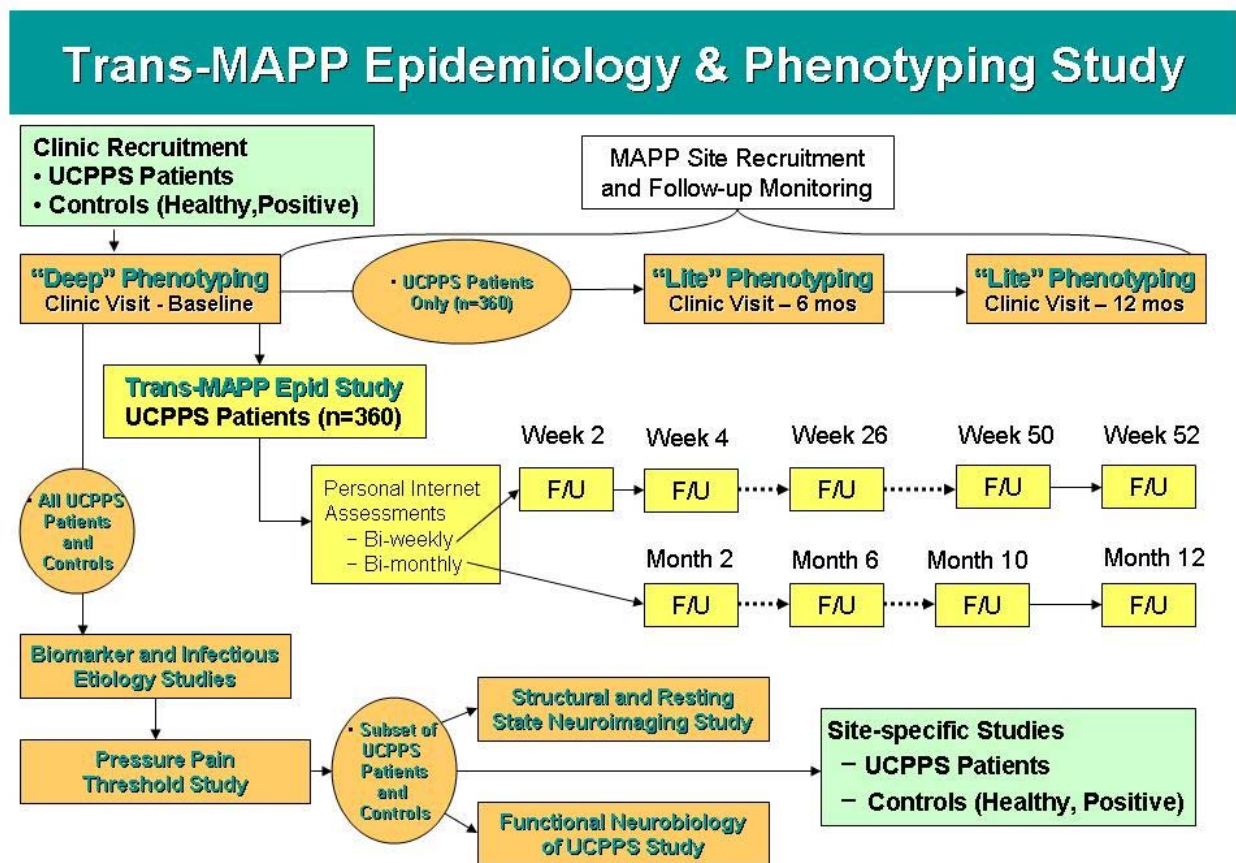 Trans-MAPP Epidemiology & Phenotyping Study
Clinic Recruitment
• UCPPS Patients
• Controls (Healthy,Positive)
MAPP Site Recruitment
and Follow-up Monitoring
“Deep” Phenotyping
Clinic Visit - Baseline
• UCPPS Patients
Only (n=360)
“Lite” Phenotyping
Clinic Visit – 6 mos
“Lite” Phenotyping
Clinic Visit – 12 mos
Trans-MAPP Epid Study
UCPPS Patients (n=360)
• All UCPPS
Patients
and
Controls
Personal Internet
Assessments
– Bi-weekly
– Bi-monthly
Week 2
Week 4
Week 26
Week 50
Week 52
F/U
F/U
F/U
F/U
F/U
Month 2
Month 6
Month 10
Month 12
F/U
F/U
F/U
F/U
Biomarker and Infectious
Etiology Studies
Pressure Pain
Threshold Study
• Subset of
UCPPS
Patients
and
Controls
Structural and Resting
State Neuroimaging Study
Functional Neurobiology
of UCPPS Study
Site-specific Studies
– UCPPS Patients
– Controls (Healthy, Positive)